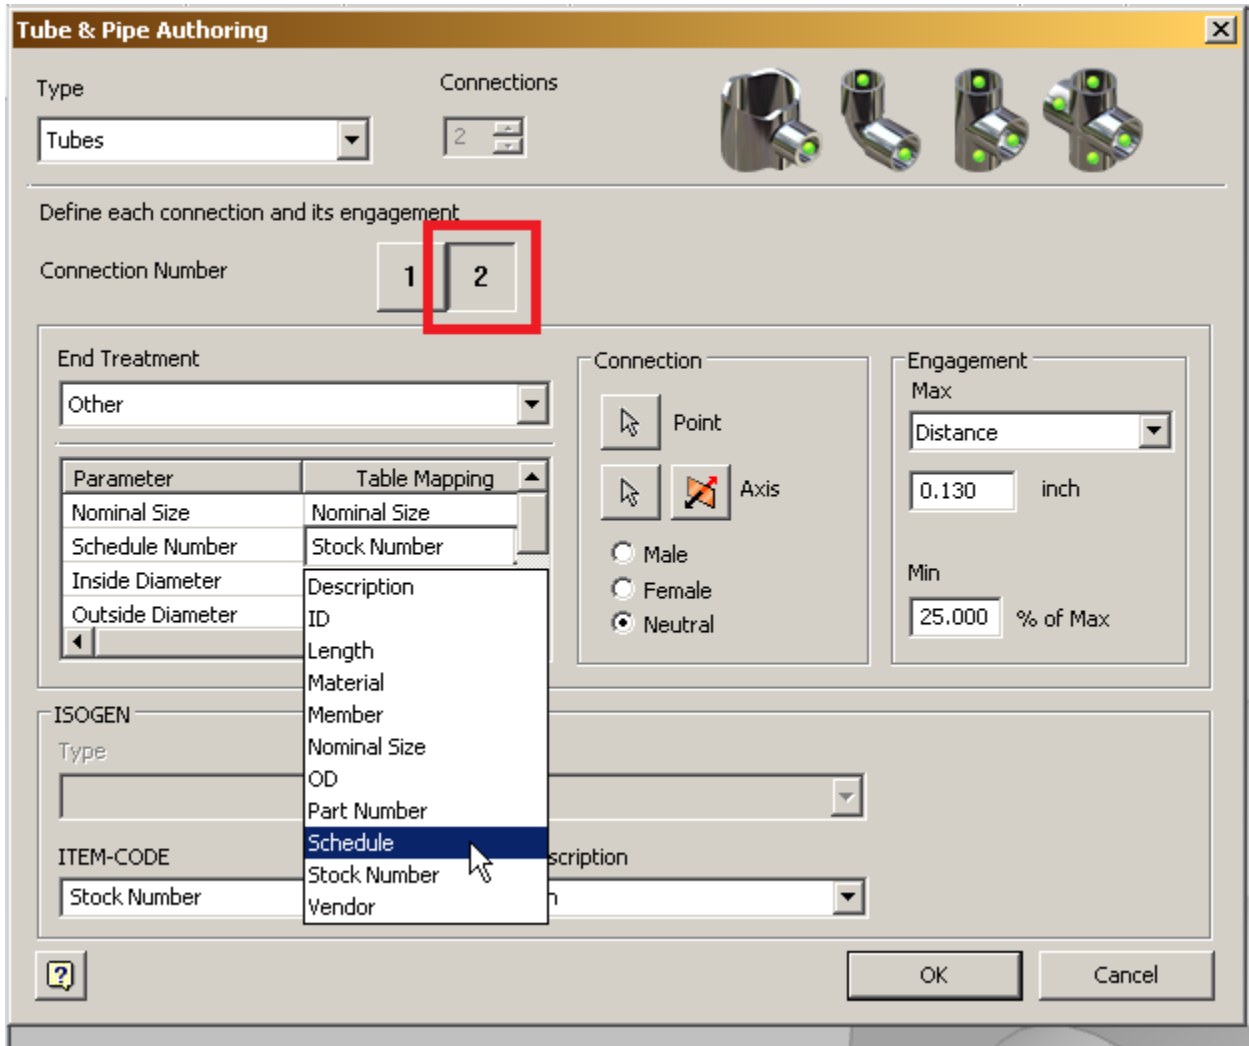 Tube & Pipe Authoring
Type
Connections
Tubes
2
Define each connection and its engagement
Connection Number
1
2
End Treatment
Other
Parameter
Table Mapping
Nominal Size
Nominal Size
Schedule Number
Stock Number
Inside Diameter
Outside Diameter
Description
ID
Length
Material
Member
Nominal Size
OD
Part Number
Schedule
Stock Number
Vendor
Connection
Point
Axis
Male
Female
Neutral
Engagement
Max
Distance
0.130 inch
Min
25.000 % of Max
ISOGEN
Type
ITEM-CODE
Stock Number
OK
Cancel